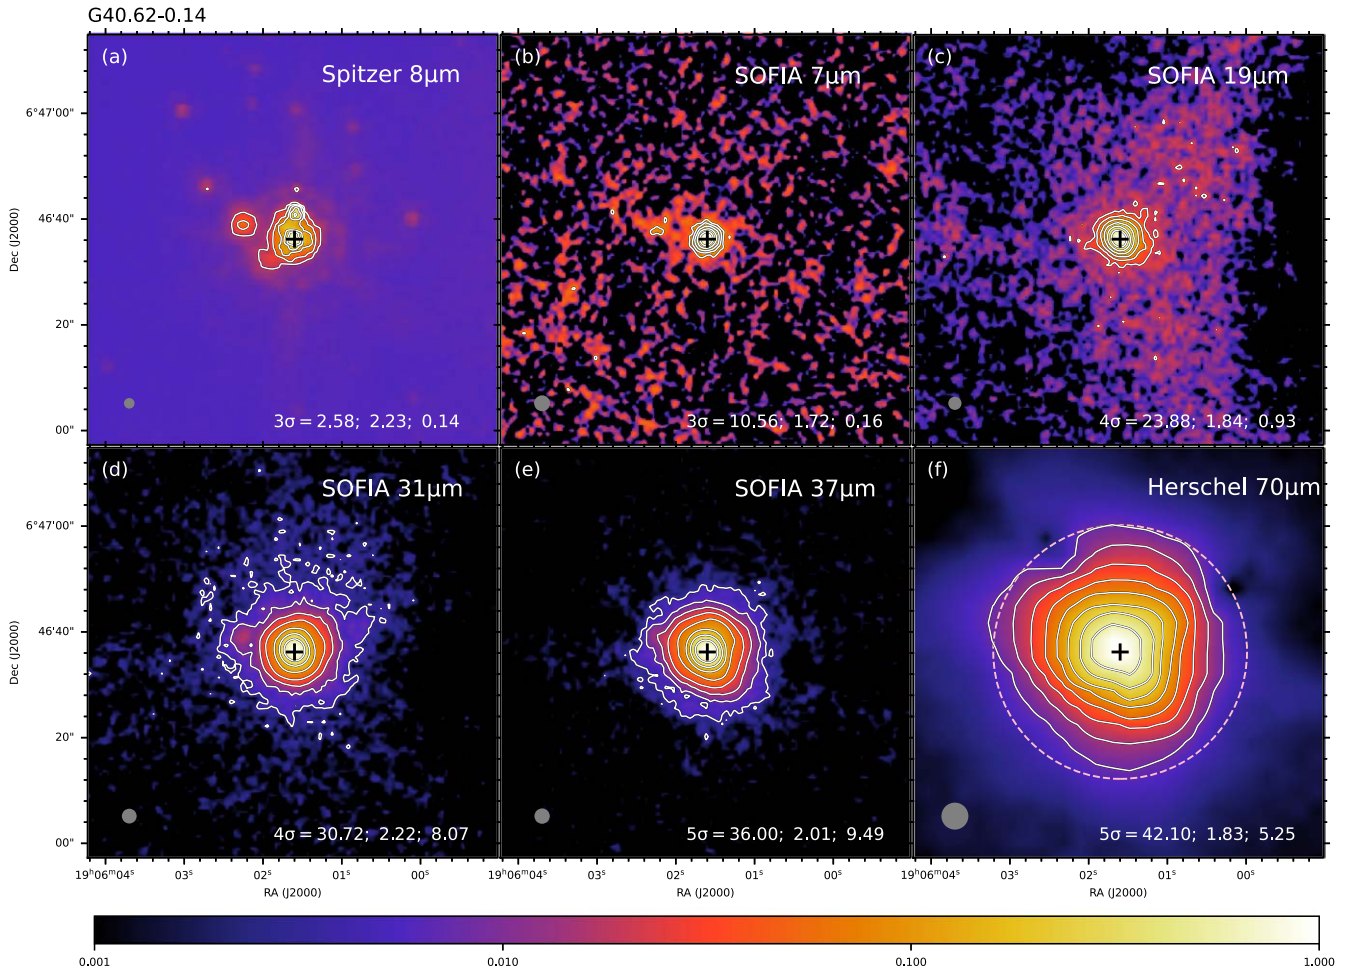 G40.62-0.14
(a) Spitzer 8μm
(b) SOFIA 7μm
(c) SOFIA 19μm
6°47'00"
46'40"
20"
00"
Dec (J2000)
3σ=2.58; 2.23; 0.14
3σ=10.56; 1.72; 0.16
4σ=23.88; 1.84; 0.93
(d) SOFIA 31μm
(e) SOFIA 37μm
(f) Herschel 70μm
6°47'00"
46'40"
20"
00"
Dec (J2000)
4σ=30.72; 2.22; 8.07
5σ=36.00; 2.01; 9.49
5σ=42.10; 1.83; 5.25
19ʰ06ᵐ04ˢ 03ˢ 02ˢ 01ˢ 00ˢ
19ʰ06ᵐ04ˢ 03ˢ 02ˢ 01ˢ 00ˢ
19ʰ06ᵐ04ˢ 03ˢ 02ˢ 01ˢ 00ˢ
RA (J2000)
RA (J2000)
RA (J2000)
0.001 0.010 0.100 1.000